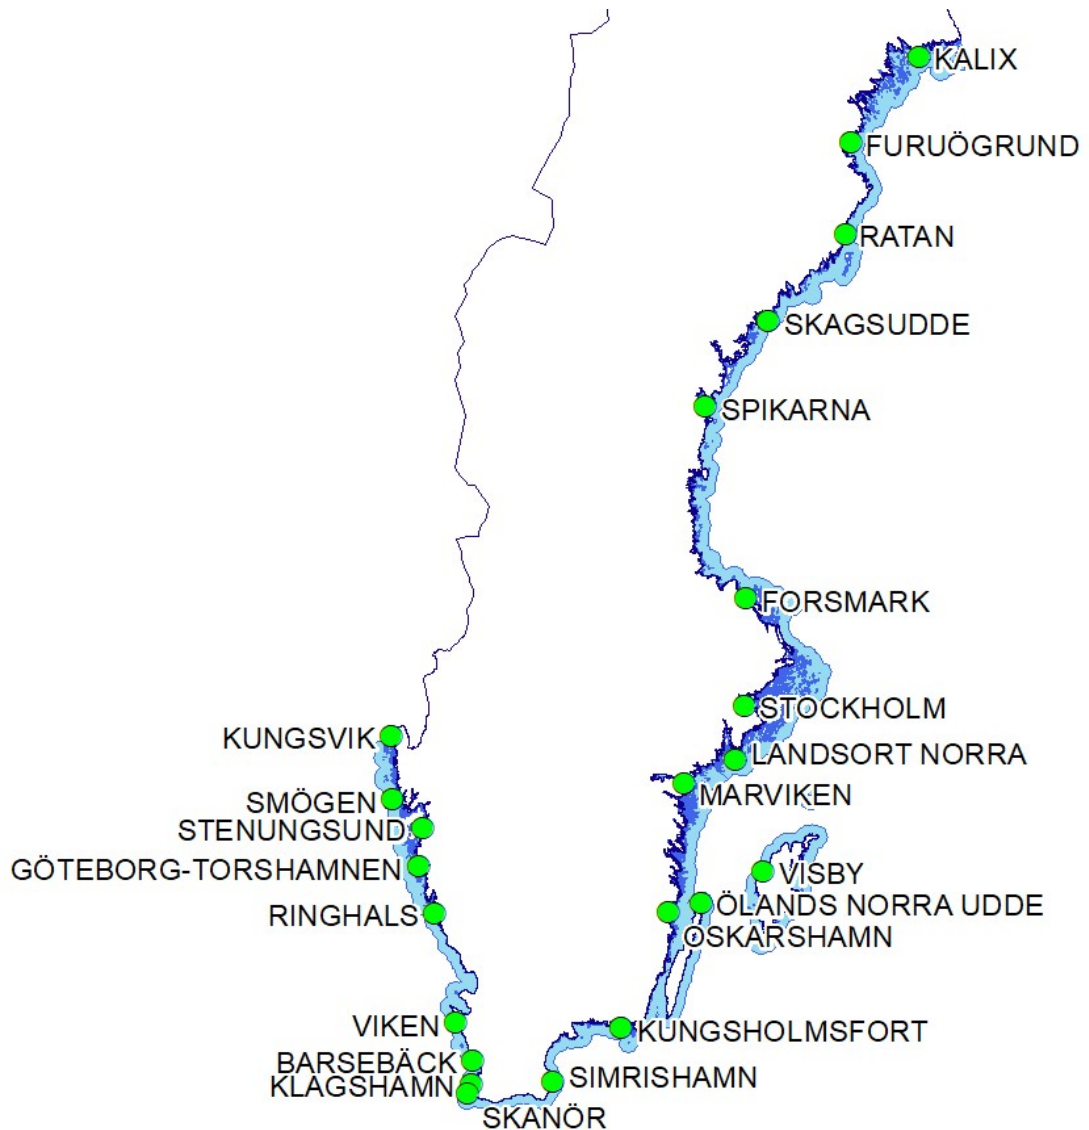 KALIX
FURUÖGRUND
RATAN
SKAGSUDDE
SPIKARNA
FORSMARK
STOCKHOLM
KUNGSVIK
LANDSORT NORRA
MARVIKEN
SMÖGEN
STENUNGSUND
GÖTEBORG-TORSHAMNEN
VISBY
ÖLANDS NORRA UDDE
RINGHALS
OSKARSHAMN
VIKEN
KUNGSHOLMSFORT
BARSEBÄCK
SIMRISHAMN
KLAGSHAMN
SKANÖR